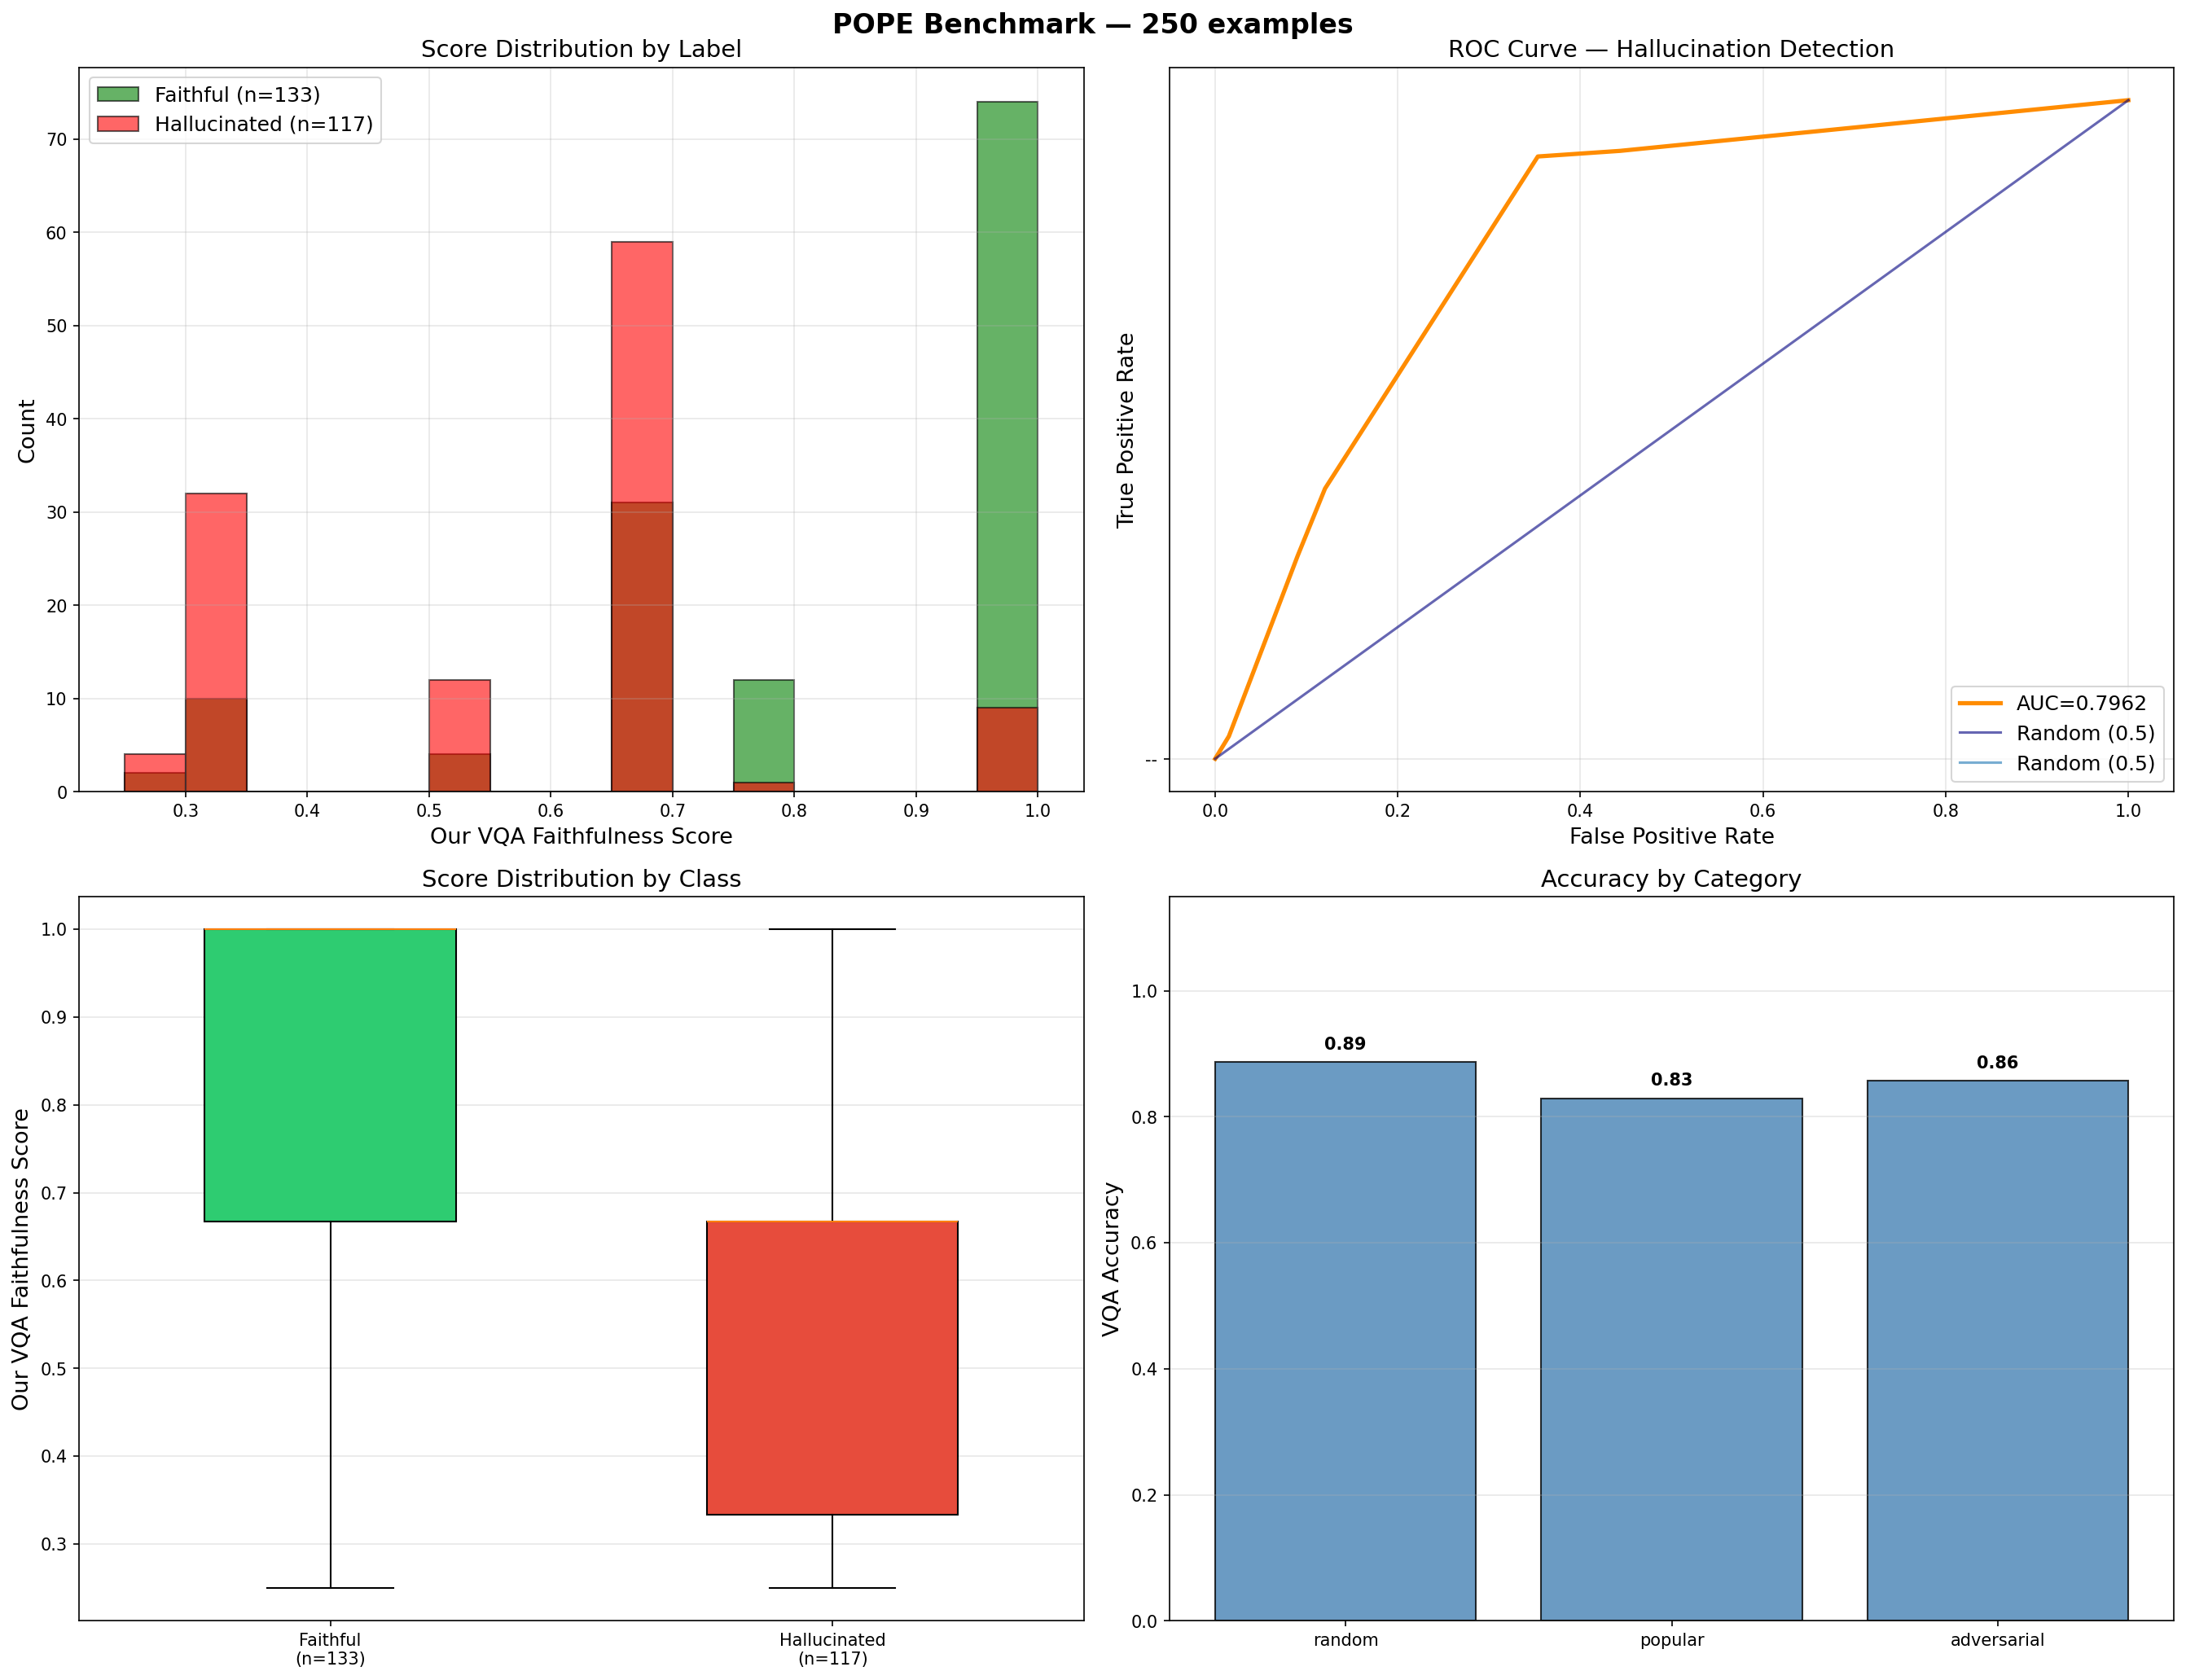 POPE Benchmark — 250 examples
Score Distribution by Label
Faithful (n=133)
Hallucinated (n=117)
Count
70
60
50
40
30
20
10
0
0.3 0.4 0.5 0.6 0.7 0.8 0.9 1.0
Our VQA Faithfulness Score
ROC Curve — Hallucination Detection
True Positive Rate
--
AUC=0.7962
Random (0.5)
Random (0.5)
0.0 0.2 0.4 0.6 0.8 1.0
False Positive Rate
Score Distribution by Class
Our VQA Faithfulness Score
1.0
0.9
0.8
0.7
0.6
0.5
0.4
0.3
Faithful Hallucinated
(n=133) (n=117)
Accuracy by Category
VQA Accuracy
1.0
0.8
0.6
0.4
0.2
0.0
0.89 0.83 0.86
random popular adversarial